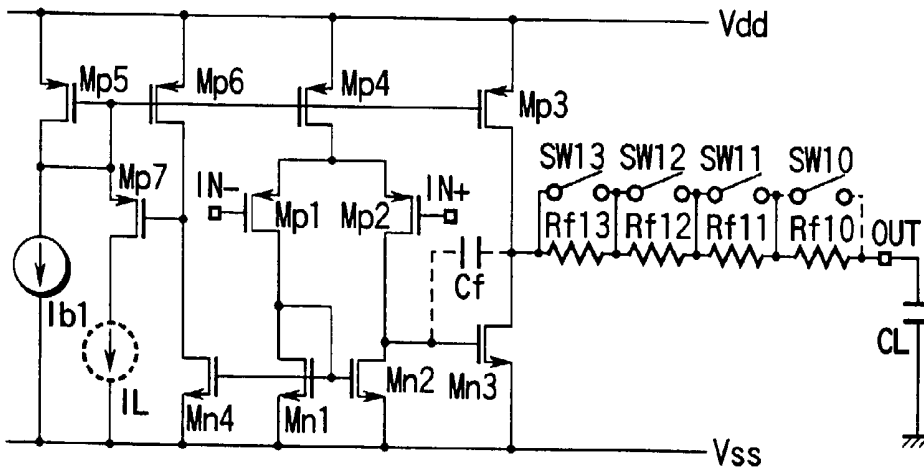 Vdd
Mp5
Mp6
Mp4
Mp3
SW13
SW12
SW11
SW10
Mp7
IN-
Mp1
Mp2
IN+
Rf13
Rf12
Rf11
Rf10
OUT
Cf
Ib1
CL
IL
Mn4
Mn1
Mn2
Mn3
Vss